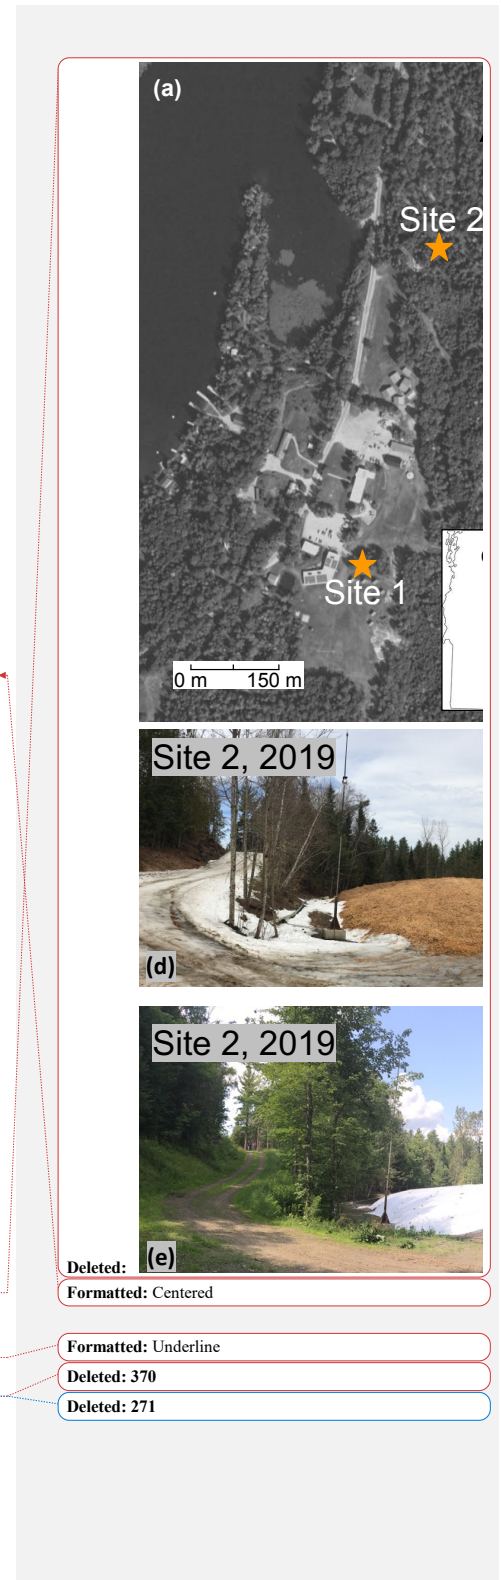 (a)
Site 2
Site 1
0 m 150 m
Site 2, 2019
(d)
Site 2, 2019
(e)
Deleted:
Formatted: Centered
Formatted: Underline
Deleted: 370
Deleted: 271